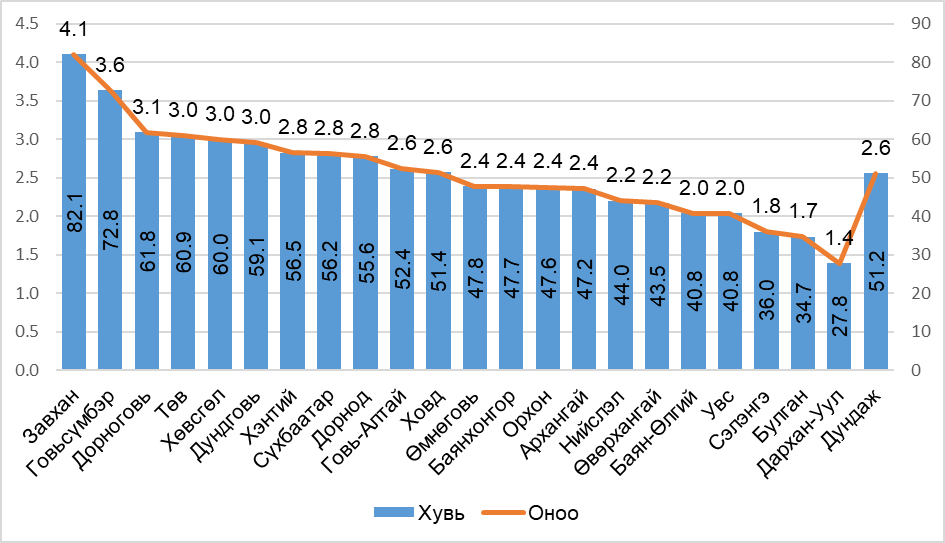 4.5
4.0
3.5
3.0
2.5
2.0
1.5
1.0
0.5
0.0
90
80
70
60
50
40
30
20
10
0
4.1
3.6
3.1
3.0
3.0
3.0
2.8
2.8
2.8
2.6
2.6
2.4
2.4
2.4
2.4
2.2
2.2
2.0
2.0
1.8
1.7
1.4
2.6
82.1
72.8
61.8
60.9
60.0
59.1
56.5
56.2
55.6
52.4
51.4
47.8
47.7
47.6
47.2
44.0
43.5
40.8
40.8
36.0
34.7
27.8
51.2
Завхан
Говьсүмбэр
Дорноговь
Төв
Хөвсгөл
Дундговь
Хэнтий
Сүхбаатар
Дорнод
Говь-Алтай
Ховд
Өмнөговь
Баянхонгор
Орхон
Архангай
Нийслэл
Өвөрхангай
Баян-Өлгий
Увс
Сэлэнгэ
Булган
Дархан-Уул
Дундаж
Хувь
Оноо